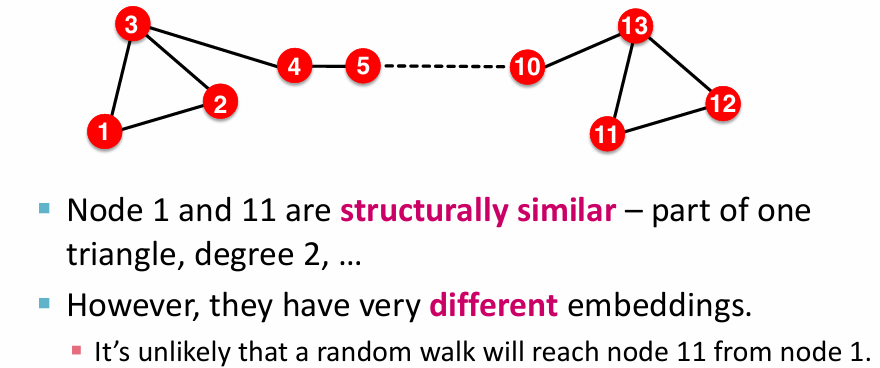 3
13
4
5
10
2
12
1
11
Node 1 and 11 are structurally similar – part of one
triangle, degree 2, …
However, they have very different embeddings.
It’s unlikely that a random walk will reach node 11 from node 1.